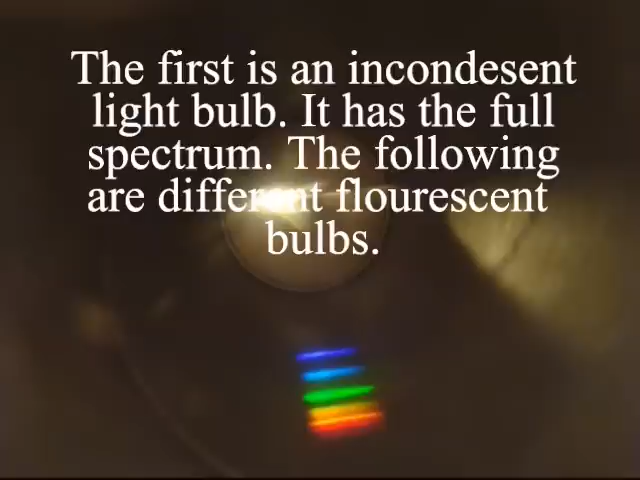 The first is an incondesent
light bulb. It has the full
spectrum. The following
are different flourescent
bulbs.